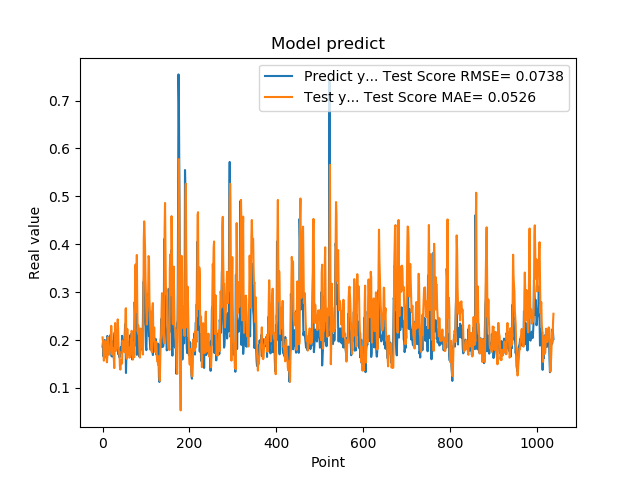 Model predict
Predict y... Test Score RMSE= 0.0738
Test y... Test Score MAE= 0.0526
0.7
0.6
0.5
0.4
0.3
0.2
0.1
Real value
0 200 400 600 800 1000
Point